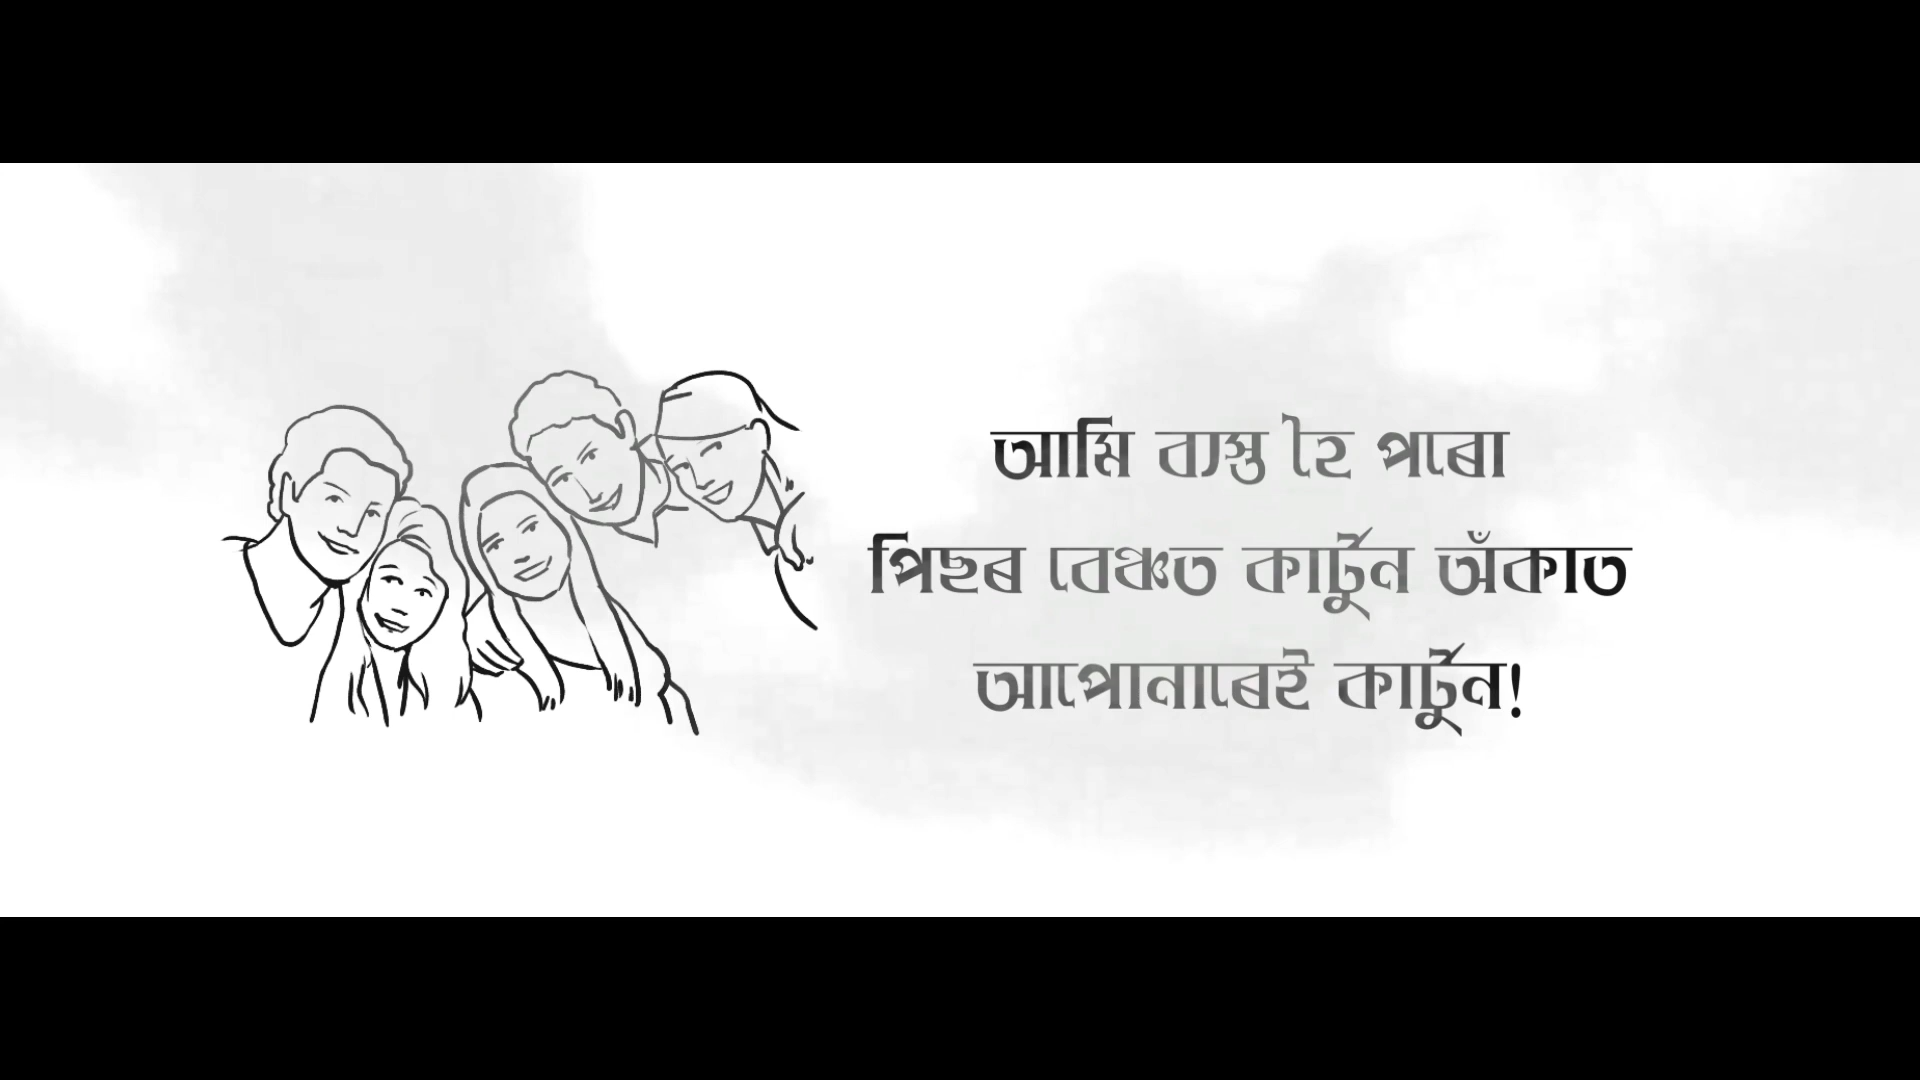 আমি ব্যস্ত হৈ পৰো
পিছৰ বেঞ্চত কাৰ্টুন অঁকাত
আপোনাৰেই কাৰ্টুন!